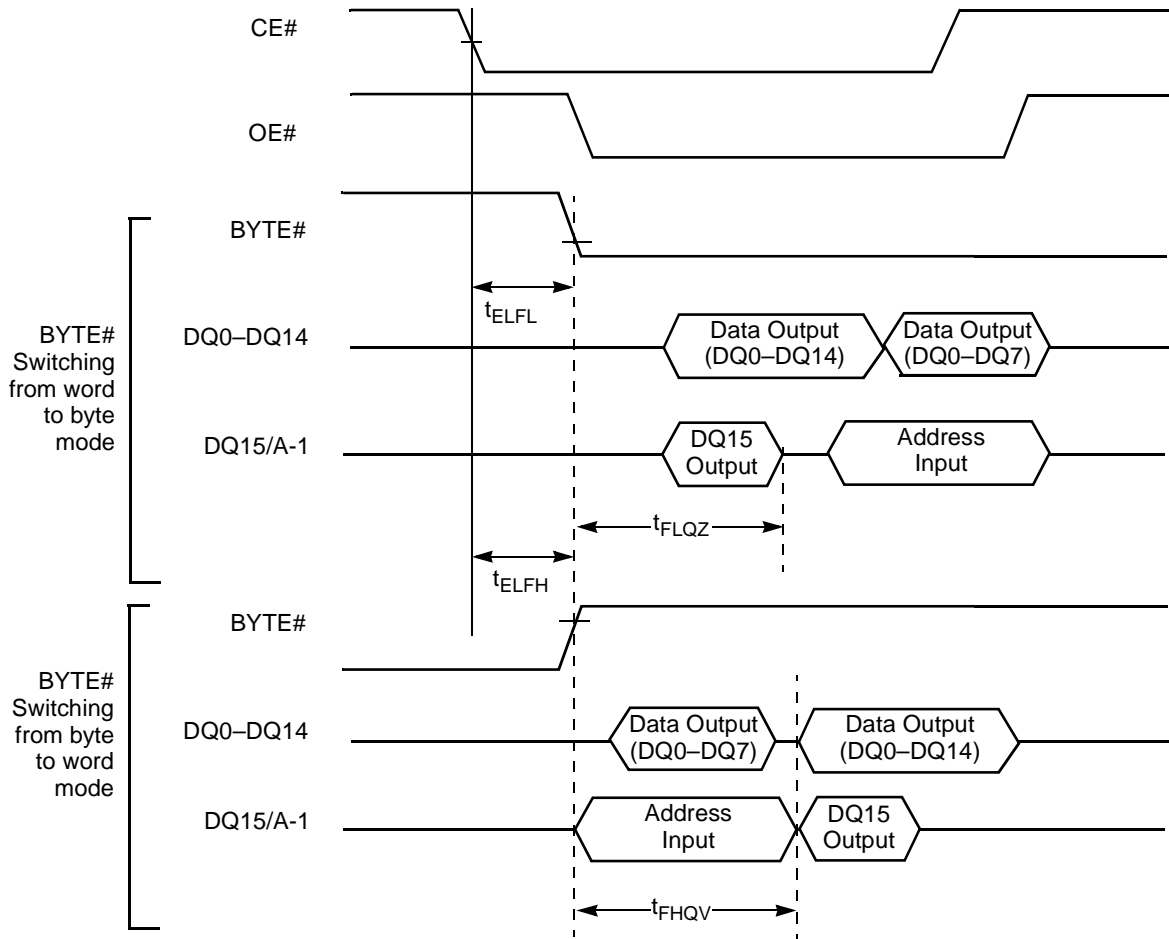 CE#
OE#
BYTE#
tELFL
BYTE#
Switching
from word
to byte
mode
DQ0–DQ14
Data Output
(DQ0–DQ14)
Data Output
(DQ0–DQ7)
DQ15/A-1
DQ15
Output
Address
Input
tFLQZ
tELFH
BYTE#
BYTE#
Switching
from byte
to word
mode
DQ0–DQ14
Data Output
(DQ0–DQ7)
Data Output
(DQ0–DQ14)
DQ15/A-1
Address
Input
DQ15
Output
tFHQV